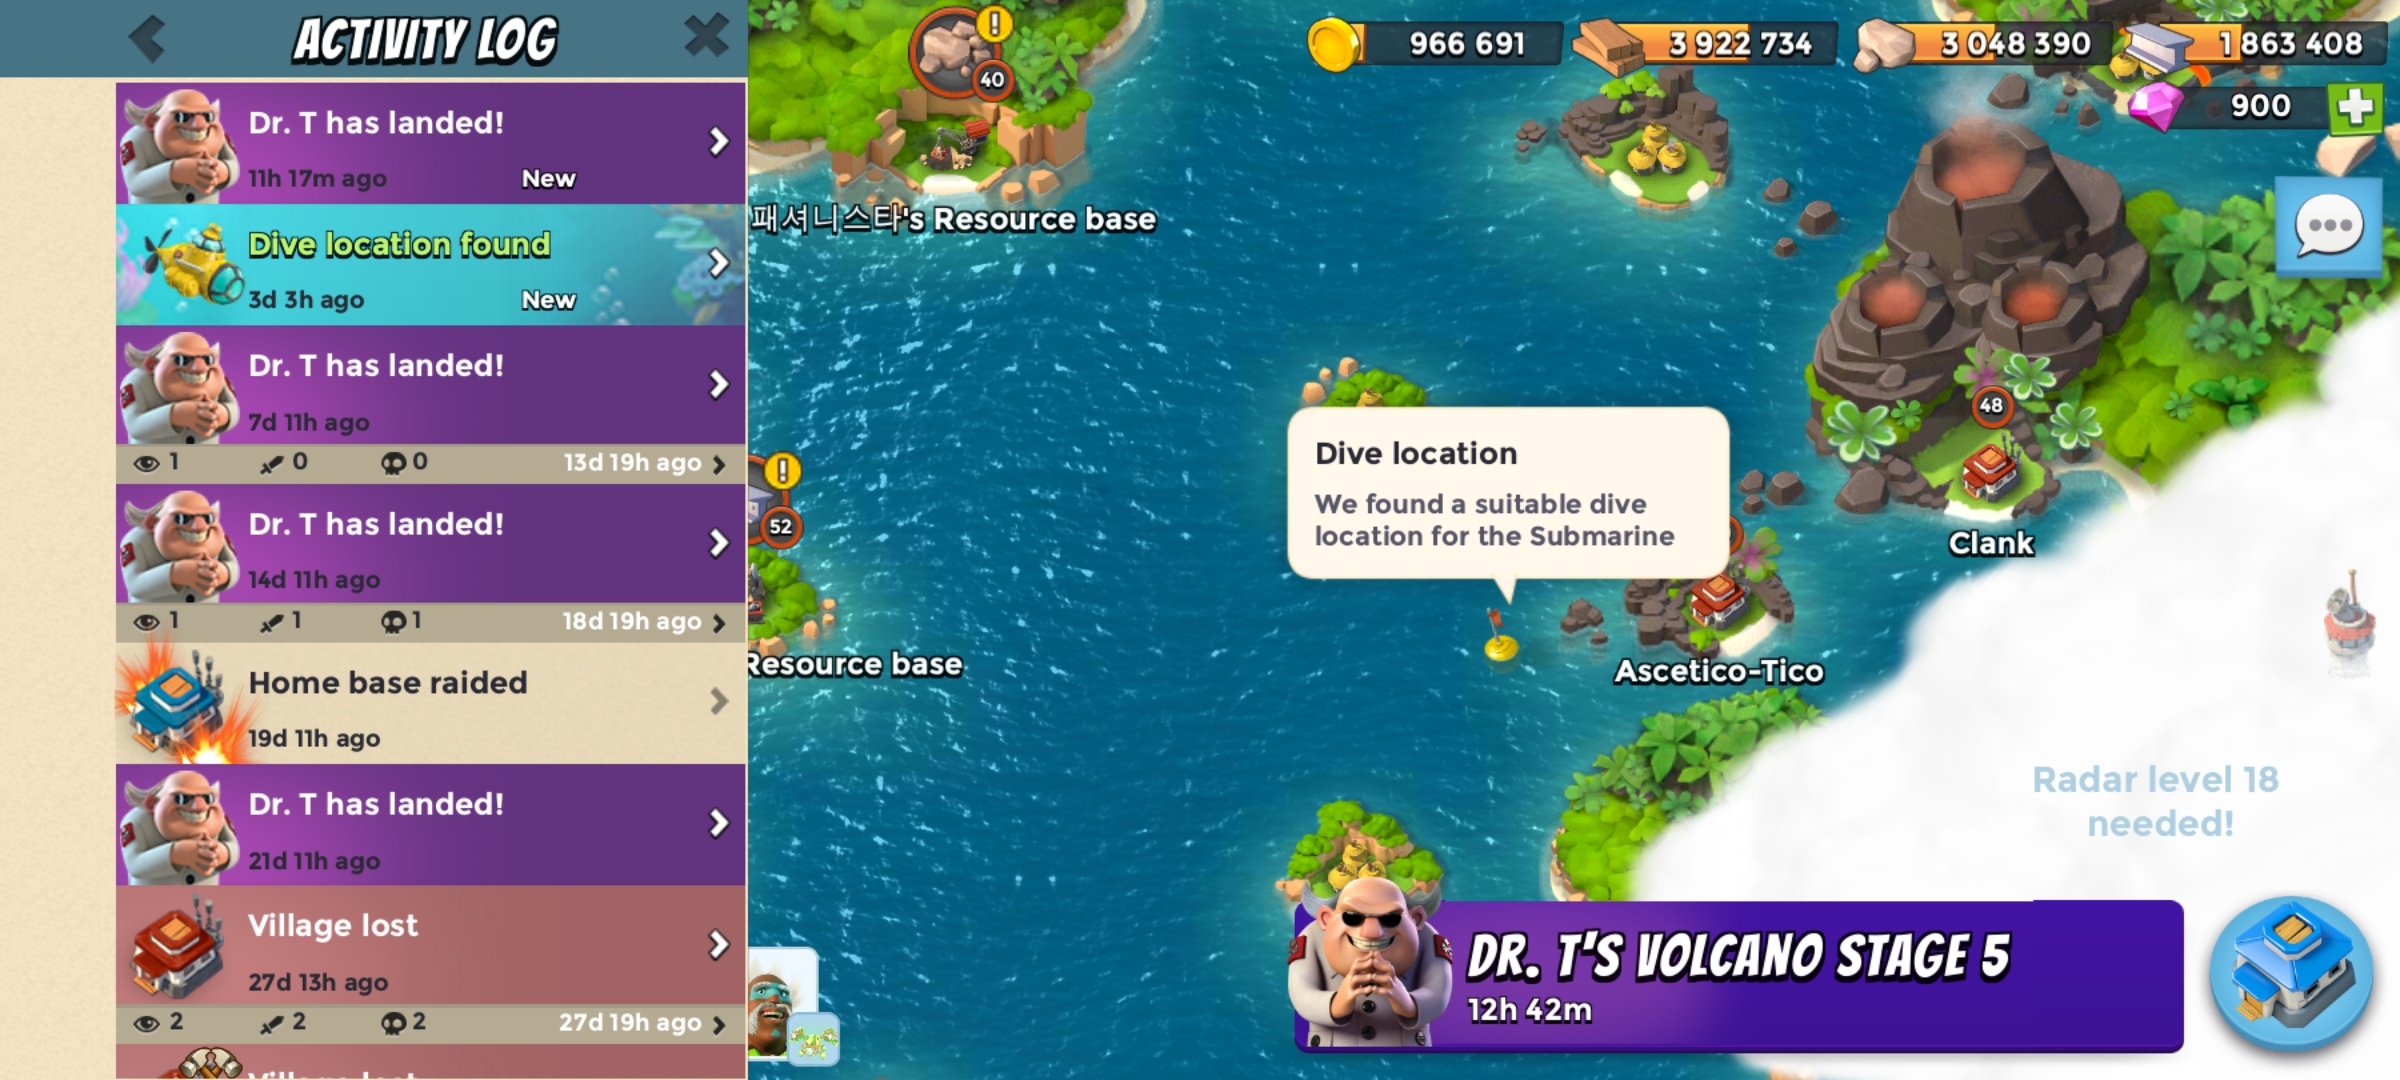 ACTIVITY LOG
Dr. T has landed!
11h 17m ago
New
Dive location found
3d 3h ago
New
Dr. T has landed!
7d 11h ago
1 0 0 13d 19h ago
Dr. T has landed!
14d 11h ago
1 1 1 18d 19h ago
Home base raided
19d 11h ago
Dr. T has landed!
21d 11h ago
Village lost
27d 13h ago
2 2 2 27d 19h ago
Village lost
966 691
3 922 734
3 048 390
1 863 408
900
!
40
패셔니스타's Resource base
!
52
Resource base
Dive location
We found a suitable dive
location for the Submarine
48
Clank
Ascetico-Tico
Radar level 18
needed!
DR. T'S VOLCANO STAGE 5
12h 42m